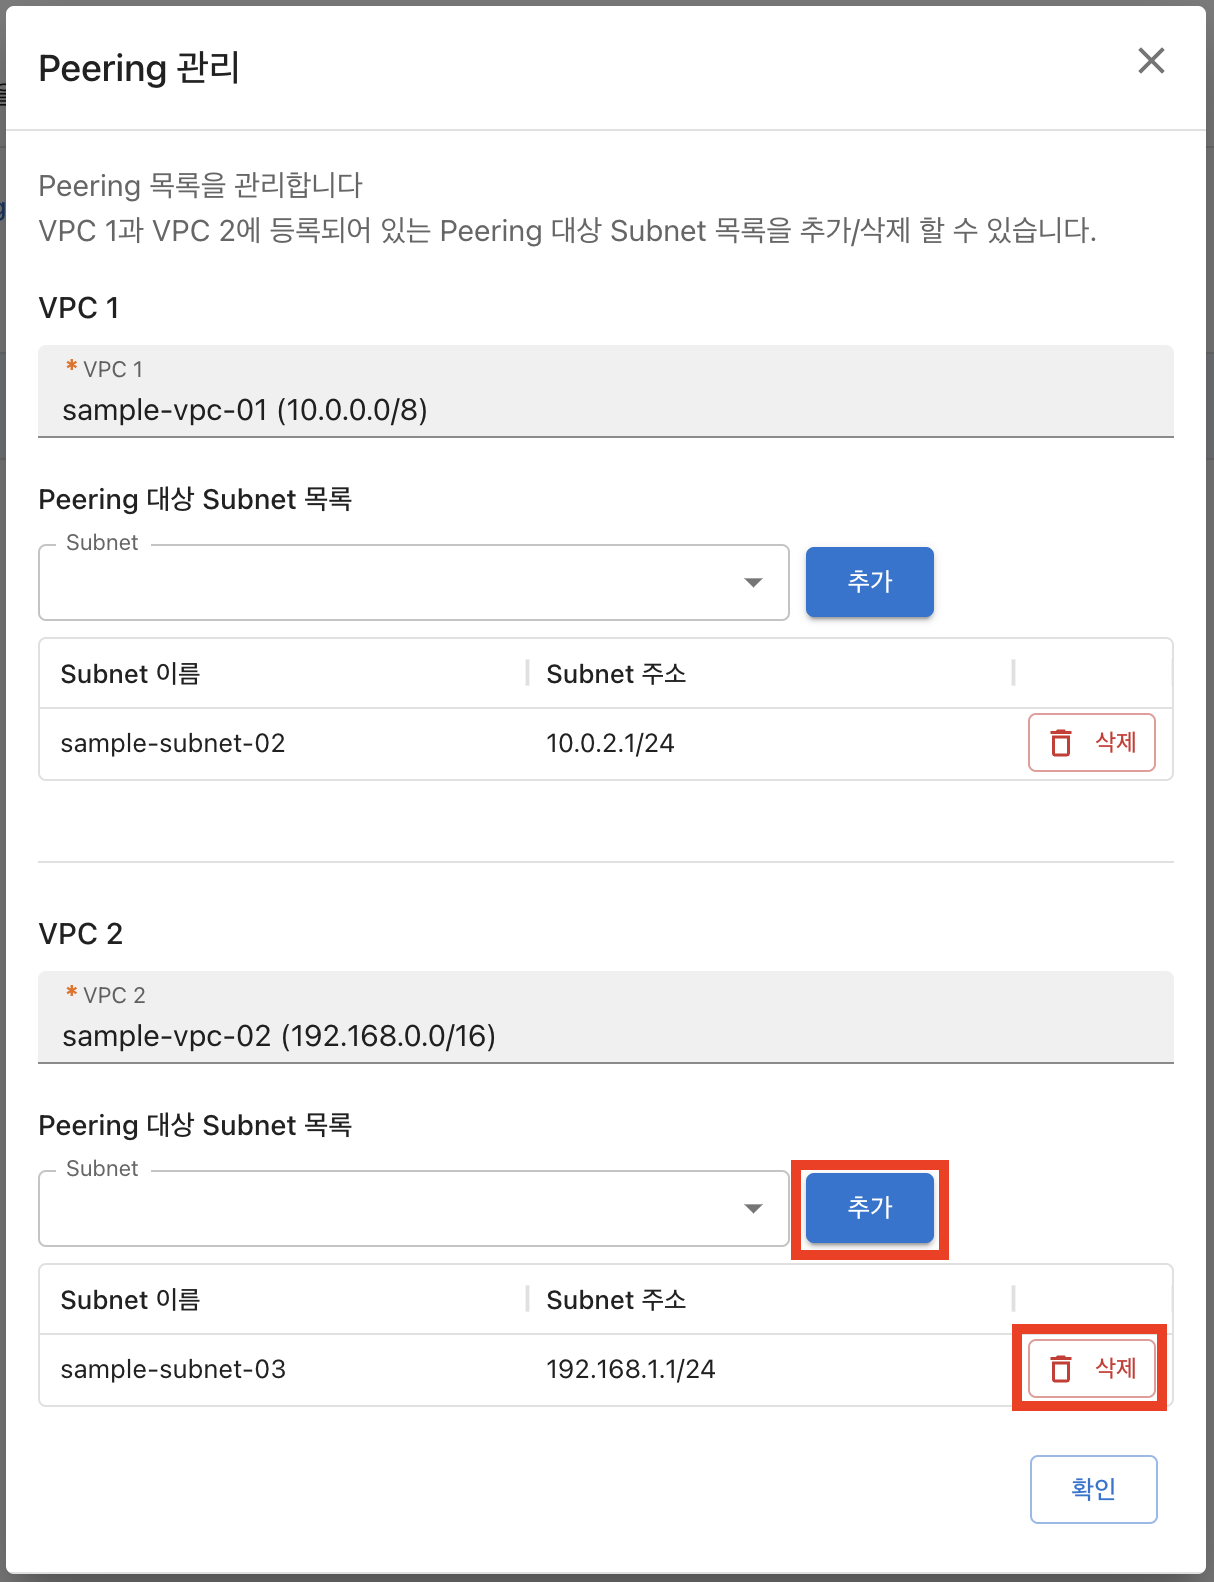 Peering 관리
Peering 목록을 관리합니다
VPC 1과 VPC 2에 등록되어 있는 Peering 대상 Subnet 목록을 추가/삭제 할 수 있습니다.
VPC 1
* VPC 1
sample-vpc-01 (10.0.0.0/8)
Peering 대상 Subnet 목록
Subnet
추가
Subnet 이름 Subnet 주소
sample-subnet-02 10.0.2.1/24 삭제
VPC 2
* VPC 2
sample-vpc-02 (192.168.0.0/16)
Peering 대상 Subnet 목록
Subnet
추가
Subnet 이름 Subnet 주소
sample-subnet-03 192.168.1.1/24 삭제
확인